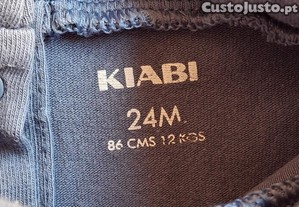 CustoJusto.pt
KIABI
24M.
86 CMS 12 KGS